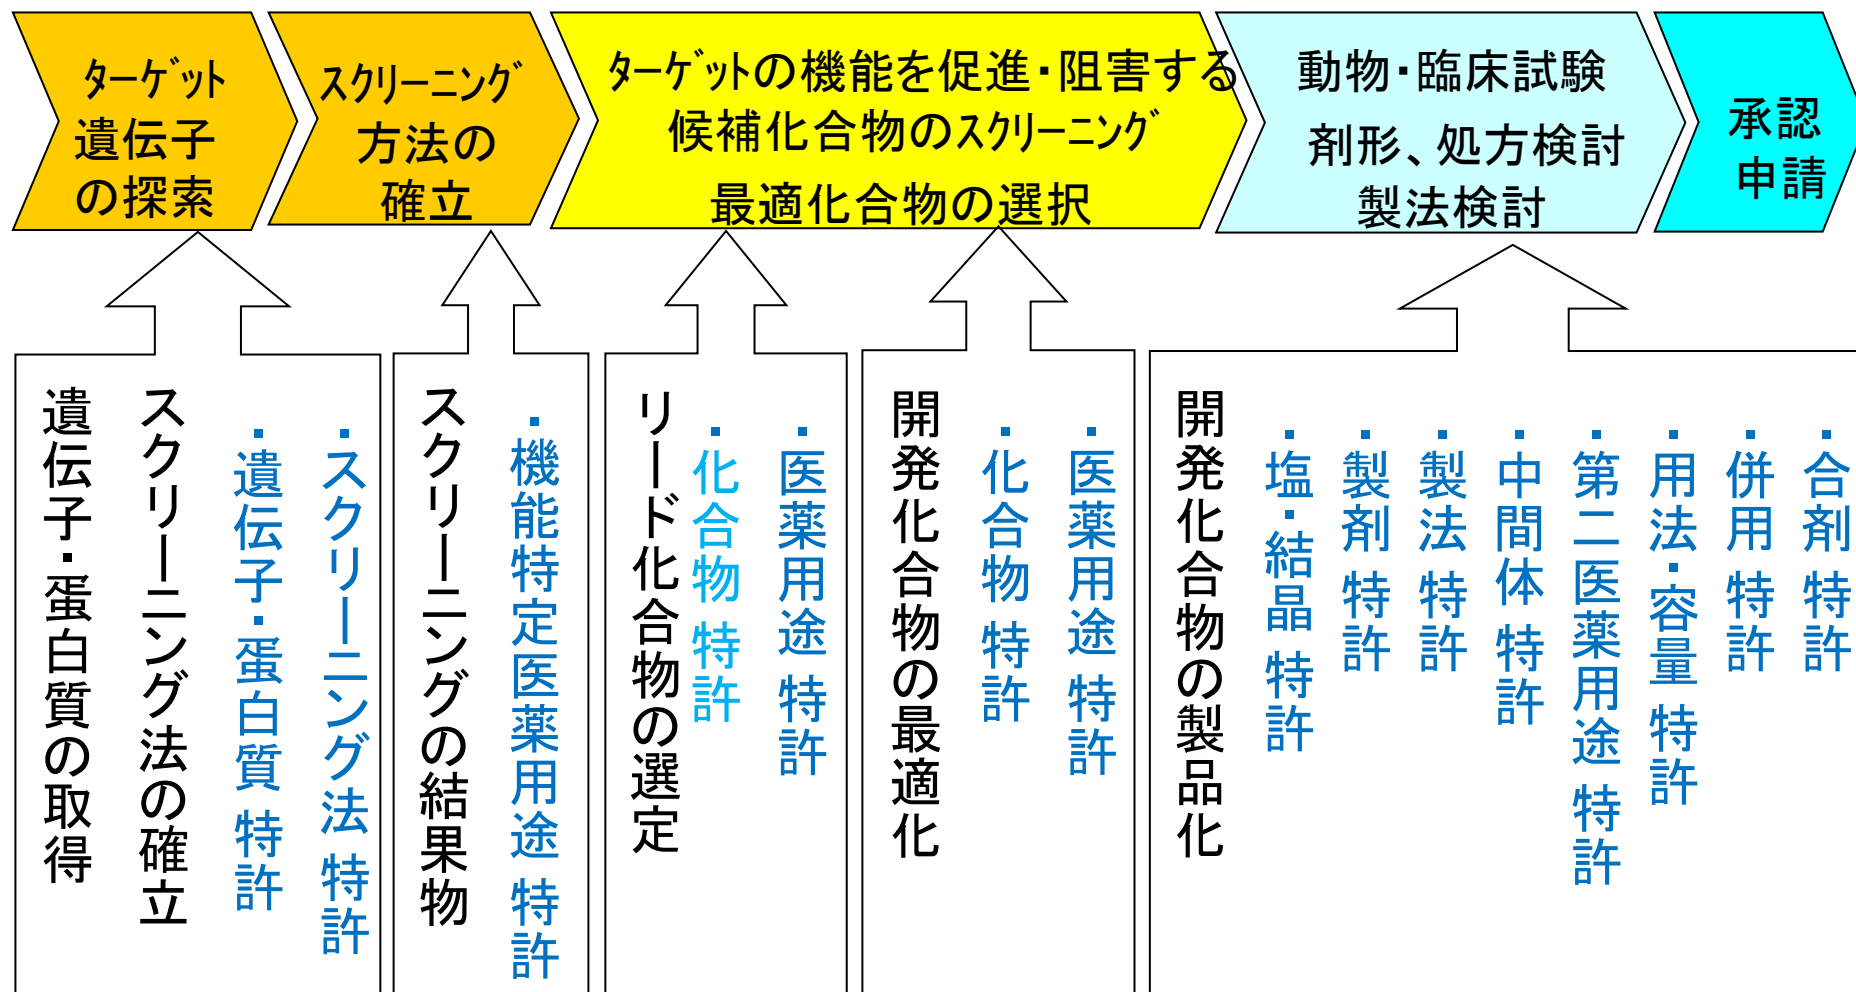 ﾀｰｹﾞｯﾄ
遺伝子
の探索
ｽｸﾘｰﾆﾝｸﾞ
方法の
確立
ﾀｰｹﾞｯﾄの機能を促進・阻害する
候補化合物のｽｸﾘｰﾆﾝｸﾞ
最適化合物の選択
動物・臨床試験
剤形、処方検討
製法検討
承認
申請
遺伝子・蛋白質の取得
スクリーニング法の確立
・遺伝子・蛋白質 特許
・スクリーニング法 特許
スクリーニングの結果物
・機能特定医薬用途 特許
リード化合物の選定
・化合物 特許
・医薬用途 特許
開発化合物の最適化
・化合物 特許
・医薬用途 特許
開発化合物の製品化
・塩・結晶 特許
・製剤 特許
・製法 特許
・中間体 特許
・第二医薬用途 特許
・用法・容量 特許
・併用 特許
・合剤 特許